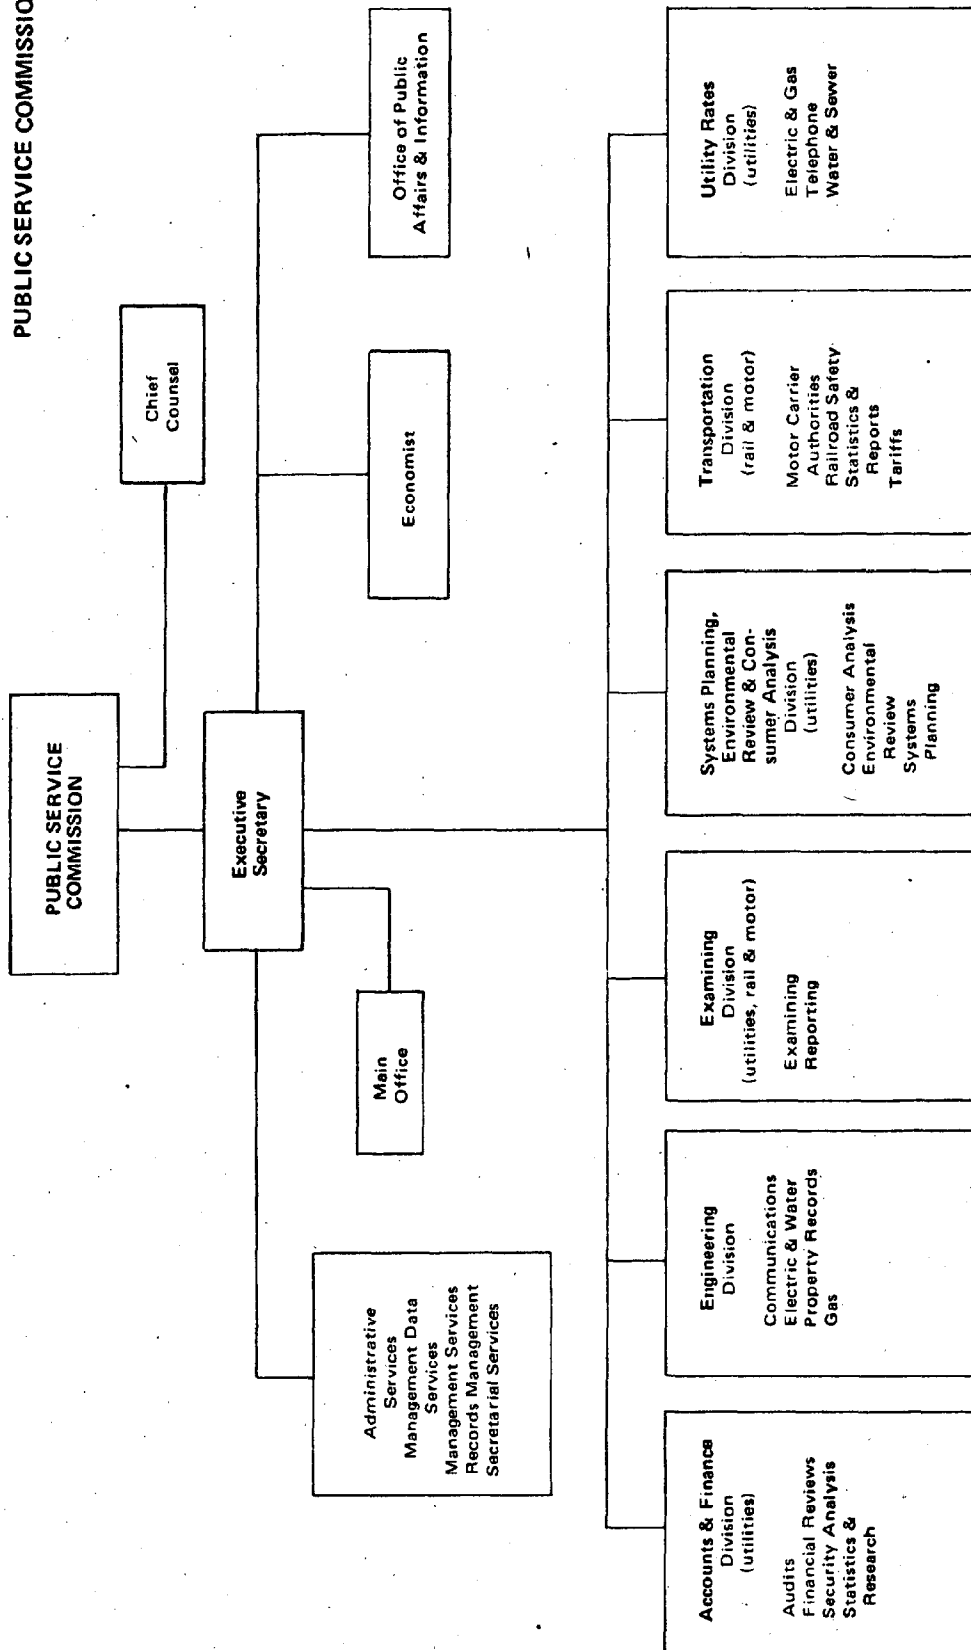 PUBLIC SERVICE COMMISSIO
PUBLIC SERVICE
COMMISSION
Chief
Counsel
Executive
Secretary
Administrative
Services
Management Data
Services
Management Services
Records Management
Secretarial Services
Main
Office
Economist
Office of Public
Affairs & Information
Accounts & Finance
Division
(utilities)
Audits
Financial Reviews
Security Analysis
Statistics &
Research
Engineering
Division
Communications
Electric & Water
Property Records
Gas
Examining
Division
(utilities, rail & motor)
Examining
Reporting
Systems Planning,
Environmental
Review & Con-
sumer Analysis
Division
(utilities)
Consumer Analysis
Environmental
Review
Systems
Planning
Transportation
Division
(rail & motor)
Motor Carrier
Authorities
Railroad Safety
Statistics &
Reports
Tariffs
Utility Rates
Division
(utilities)
Electric & Gas
Telephone
Water & Sewer